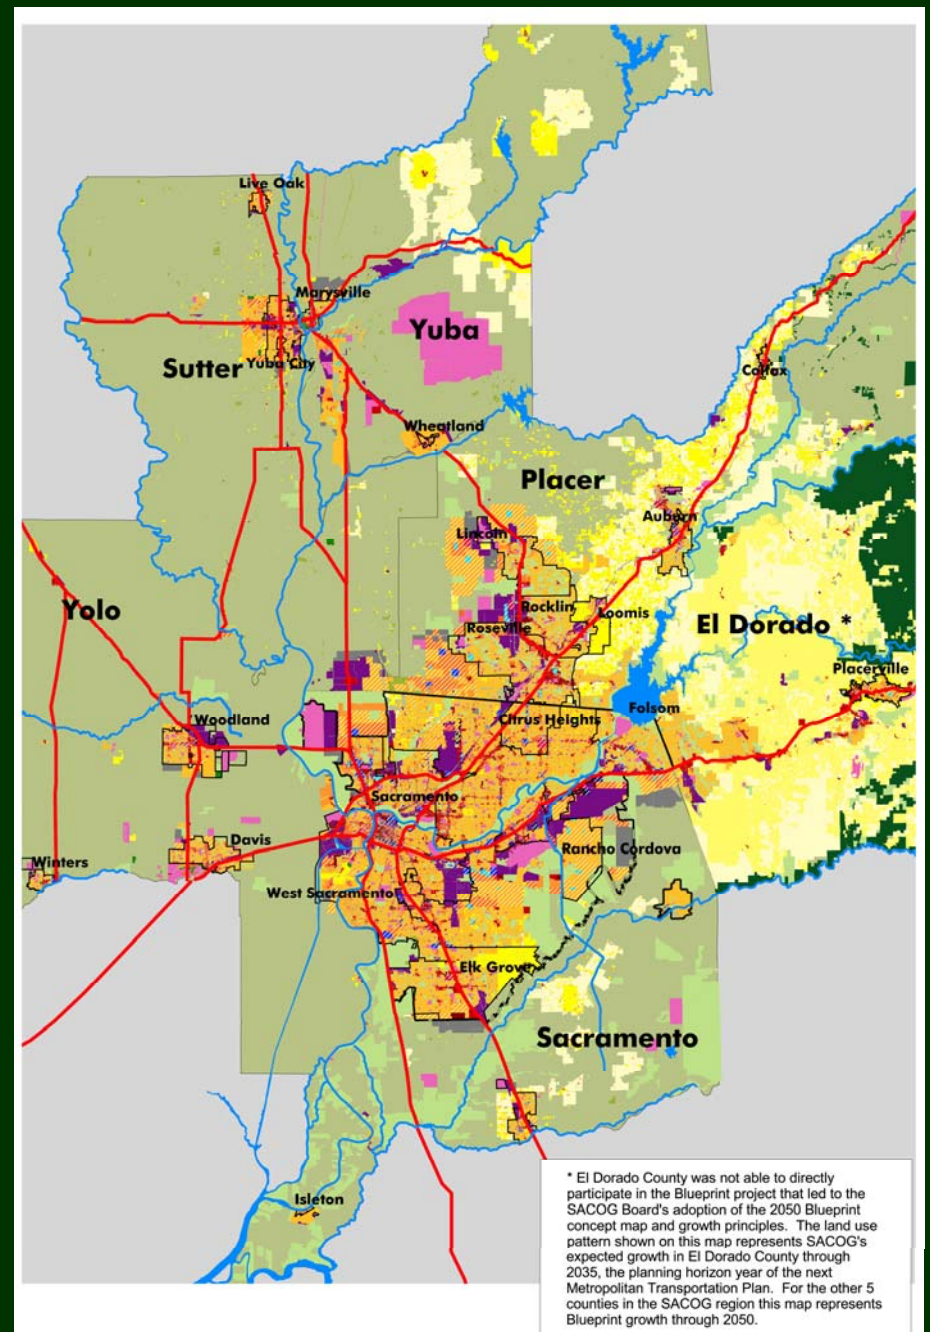 Live Oak
Marysville
Yuba
Sutter
Yuba City
Colfax
Wheatland
Placer
Auburn
Lincoln
Yolo
Rocklin
Loomis
Roseville
El Dorado *
Placerville
Folsom
Woodland
Citrus Heights
Sacramento
Davis
Rancho Cordova
Winters
West Sacramento
Elk Grove
Sacramento
Isleton
* El Dorado County was not able to directly
participate in the Blueprint project that led to the
SACOG Board's adoption of the 2050 Blueprint
concept map and growth principles. The land use
pattern shown on this map represents SACOG's
expected growth in El Dorado County through
2035, the planning horizon year of the next
Metropolitan Transportation Plan. For the other 5
counties in the SACOG region this map represents
Blueprint growth through 2050.